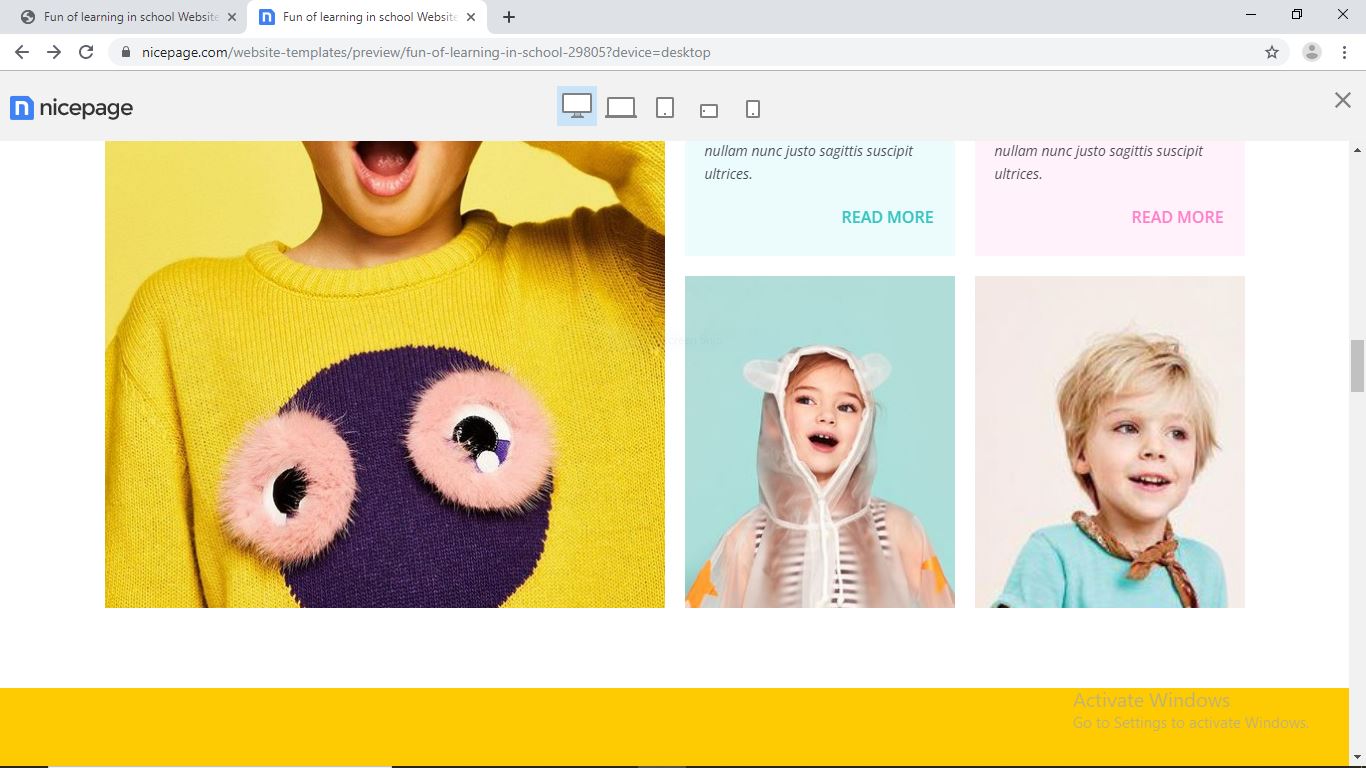 Fun of learning in school Website
Fun of learning in school Website
nicepage.com/website-templates/preview/fun-of-learning-in-school-29805?device=desktop
nicepage
nullam nunc justo sagittis suscipit
ultrices.
READ MORE
nullam nunc justo sagittis suscipit
ultrices.
READ MORE
Activate Windows
Go to Settings to activate Windows.